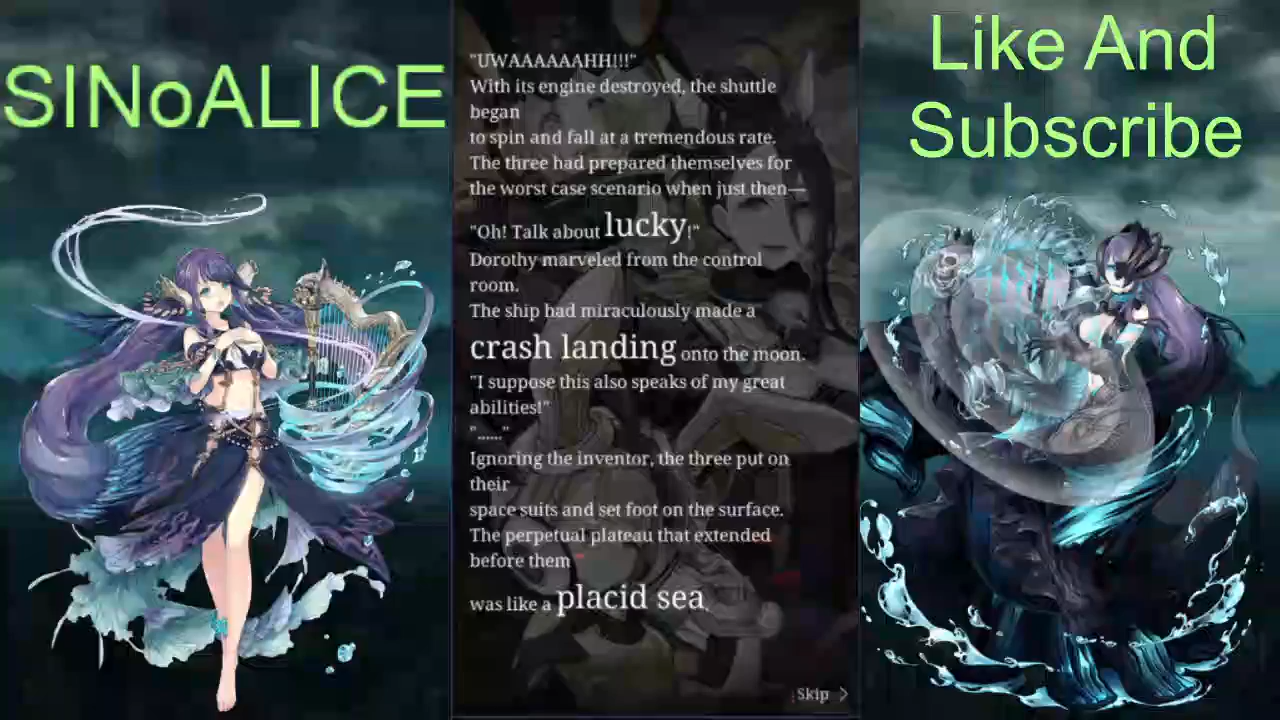 SINoALICE
"UWAAAAAAHH!!!"
With its engine destroyed, the shuttle
began
to spin and fall at a tremendous rate.
The three had prepared themselves for
the worst case scenario when just then—
"Oh! Talk about lucky!"
Dorothy marveled from the control
room.
The ship had miraculously made a
crash landing onto the moon.
"I suppose this also speaks of my great
abilities!"
"......"
Ignoring the inventor, the three put on
their
space suits and set foot on the surface.
The perpetual plateau that extended
before them
was like a placid sea.
Skip >
Like And
Subscribe